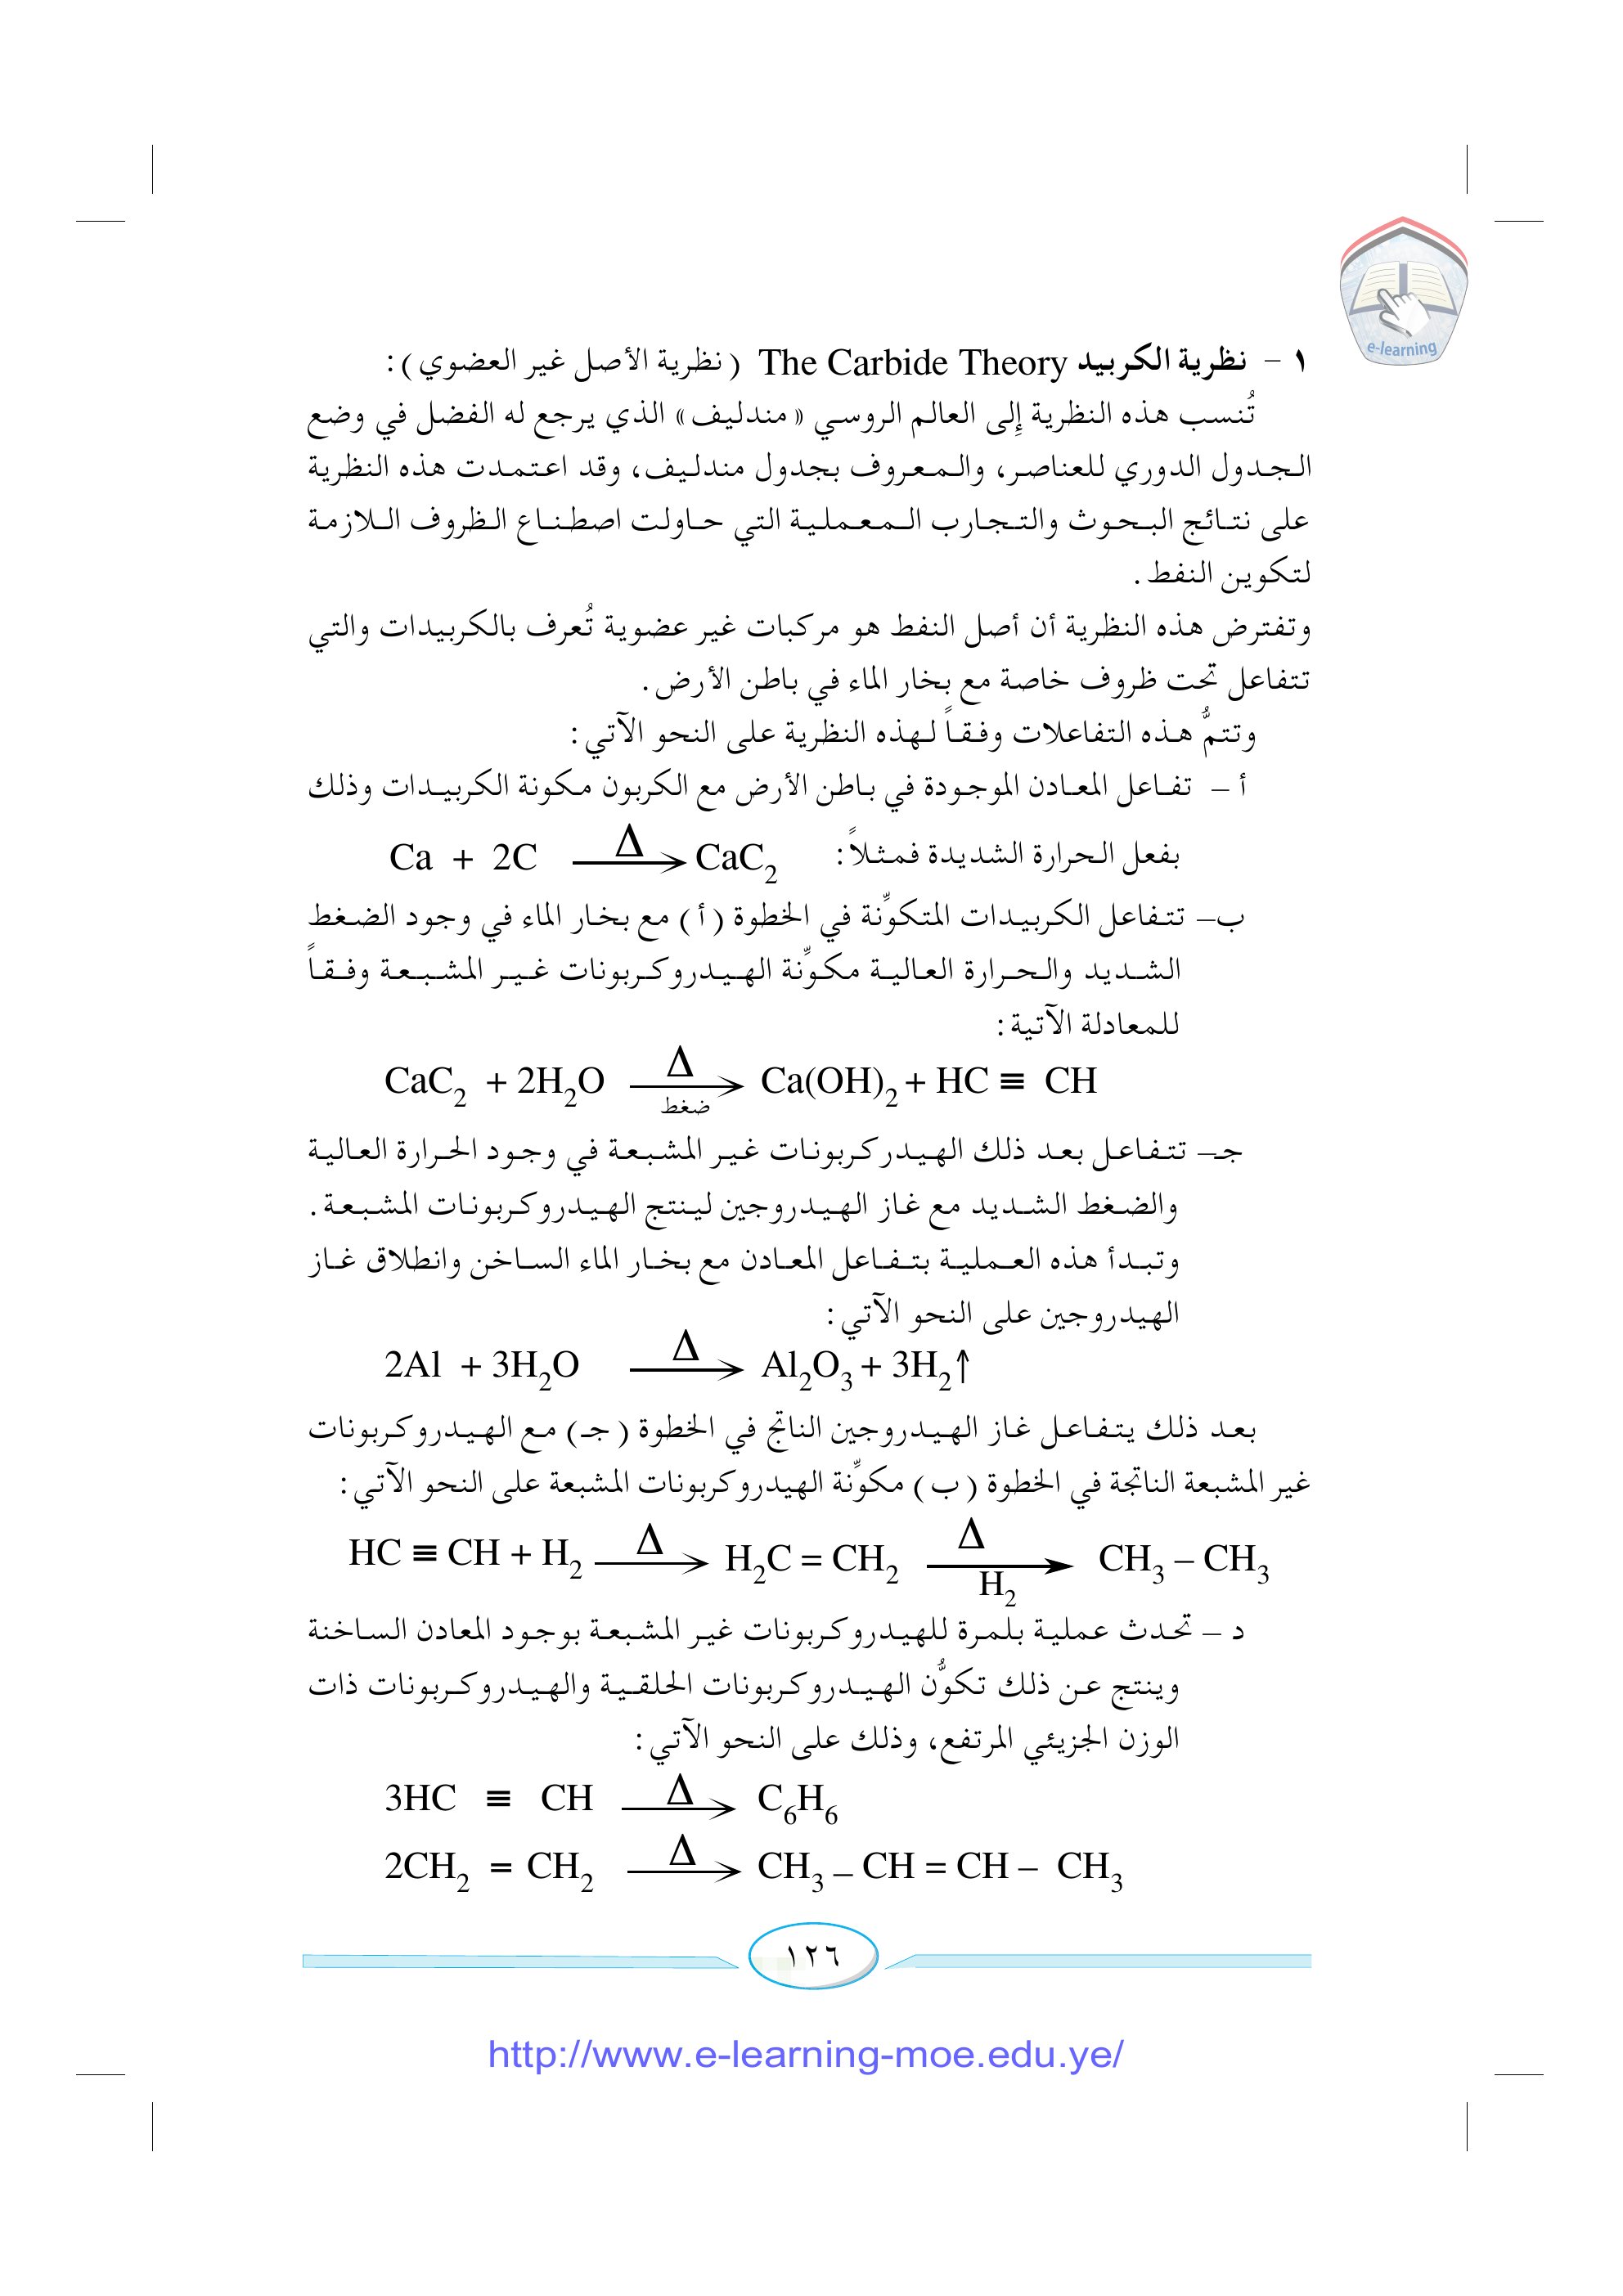 e-learning
١ - نظرية الكربيد The Carbide Theory ( نظرية الأصل غير العضوي ) :
تُنسب هذه النظرية إِلى العالم الروسي « مندليف » الذي يرجع له الفضل في وضع
الجدول الدوري للعناصر، والمعروف بجدول مندليف، وقد اعتمدت هذه النظرية
على نتائج البحوث والتجارب المعملية التي حاولت اصطناع الظروف اللازمة
لتكوين النفط .
وتفترض هذه النظرية أن أصل النفط هو مركبات غير عضوية تُعرف بالكربيدات والتي
تتفاعل تحت ظروف خاصة مع بخار الماء في باطن الأرض .
وتتمُّ هذه التفاعلات وفقاً لهذه النظرية على النحو الآتي :
أ – تفاعل المعادن الموجودة في باطن الأرض مع الكربون مكونة الكربيدات وذلك
بفعل الحرارة الشديدة فمثلاً : Ca + 2C —Δ→ CaC₂
ب– تتفاعل الكربيدات المتكوِّنة في الخطوة ( أ ) مع بخار الماء في وجود الضغط
الشديد والحرارة العالية مكوِّنة الهيدروكربونات غير المشبعة وفقاً
للمعادلة الآتية :
CaC₂ + 2H₂O —Δ→ ضغط Ca(OH)₂ + HC ≡ CH
جـ– تتفاعل بعد ذلك الهيدركربونات غير المشبعة في وجود الحرارة العالية
والضغط الشديد مع غاز الهيدروجين لينتج الهيدروكربونات المشبعة .
وتبدأ هذه العملية بتفاعل المعادن مع بخار الماء الساخن وانطلاق غاز
الهيدروجين على النحو الآتي :
2Al + 3H₂O —Δ→ Al₂O₃ + 3H₂↑
بعد ذلك يتفاعل غاز الهيدروجين الناتج في الخطوة ( جـ ) مع الهيدروكربونات
غير المشبعة الناتجة في الخطوة ( ب ) مكوِّنة الهيدروكربونات المشبعة على النحو الآتي :
HC ≡ CH + H₂ —Δ→ H₂C = CH₂ —Δ→ H₂ CH₃ – CH₃
د – تحدث عملية بلمرة للهيدروكربونات غير المشبعة بوجود المعادن الساخنة
وينتج عن ذلك تكوُّن الهيدروكربونات الحلقية والهيدروكربونات ذات
الوزن الجزيئي المرتفع، وذلك على النحو الآتي :
3HC ≡ CH —Δ→ C₆H₆
2CH₂ = CH₂ —Δ→ CH₃ – CH = CH – CH₃
١٢٦
http://www.e-learning-moe.edu.ye/